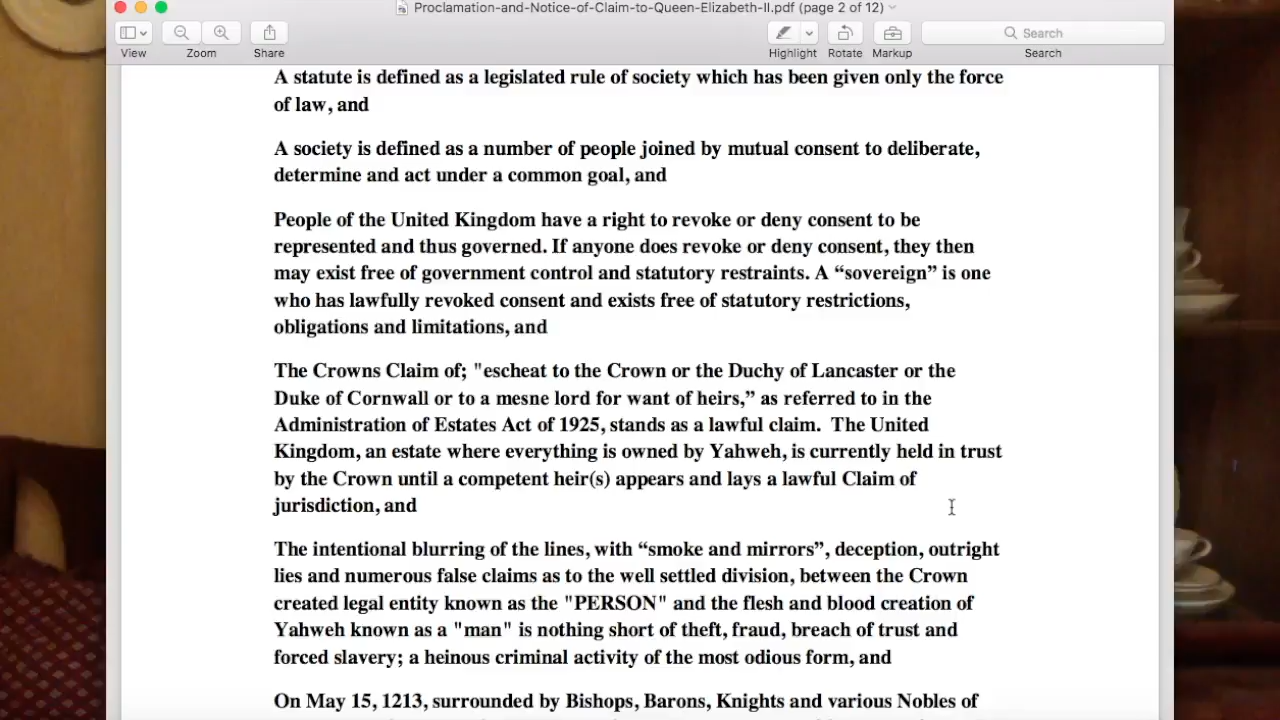 Proclamation-and-Notice-of-Claim-to-Queen-Elizabeth-II.pdf (page 2 of 12)
View
Zoom
Share
Highlight
Rotate
Markup
Search
Search
A statute is defined as a legislated rule of society which has been given only the force
of law, and
A society is defined as a number of people joined by mutual consent to deliberate,
determine and act under a common goal, and
People of the United Kingdom have a right to revoke or deny consent to be
represented and thus governed. If anyone does revoke or deny consent, they then
may exist free of government control and statutory restraints. A “sovereign” is one
who has lawfully revoked consent and exists free of statutory restrictions,
obligations and limitations, and
The Crowns Claim of; "escheat to the Crown or the Duchy of Lancaster or the
Duke of Cornwall or to a mesne lord for want of heirs,” as referred to in the
Administration of Estates Act of 1925, stands as a lawful claim.  The United
Kingdom, an estate where everything is owned by Yahweh, is currently held in trust
by the Crown until a competent heir(s) appears and lays a lawful Claim of
jurisdiction, and
The intentional blurring of the lines, with “smoke and mirrors”, deception, outright
lies and numerous false claims as to the well settled division, between the Crown
created legal entity known as the "PERSON" and the flesh and blood creation of
Yahweh known as a "man" is nothing short of theft, fraud, breach of trust and
forced slavery; a heinous criminal activity of the most odious form, and
On May 15, 1213, surrounded by Bishops, Barons, Knights and various Nobles of